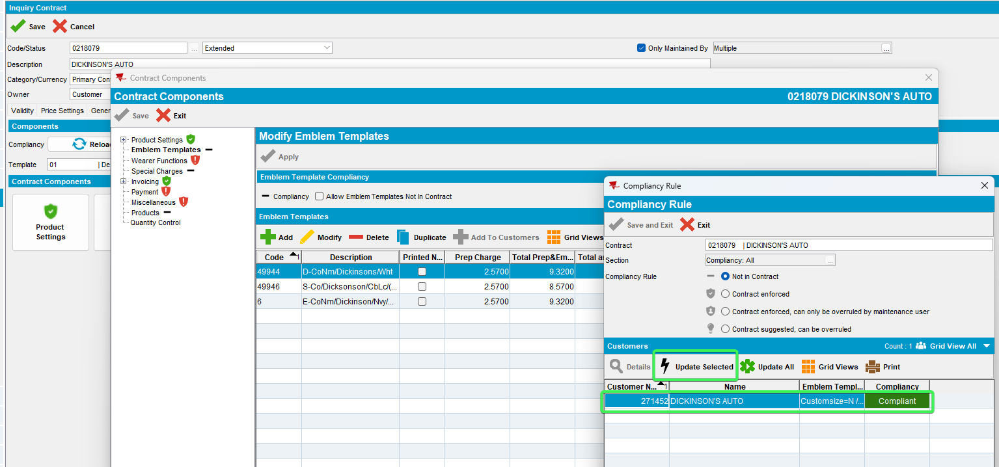 Inquiry Contract
Save Cancel
Code/Status 0218079 ... Extended Only Maintained By Multiple ...
Description DICKINSON'S AUTO
Category/Currency Primary Con
Owner Customer
Validity Price Settings Gener
Components
Compliancy Reloa
Template 01 | De
Contract Components
Product
Settings
Contract Components
Contract Components 0218079 DICKINSON'S AUTO
Save Exit
Product Settings
Emblem Templates
Wearer Functions
Special Charges
Invoicing
Payment
Miscellaneous
Products
Quantity Control
Modify Emblem Templates
Apply
Emblem Template Compliancy
Compliancy Allow Emblem Templates Not In Contract
Emblem Templates
Add Modify Delete Duplicate Add To Customers Grid Views
Code 1 Description Printed N... Prep Charge Total Prep&Em... Total a
49944 D-CoNm/Dickinsons/Wht 2.5700 9.3200
49946 S-Co/Dicksonson/CbLc/(... 2.5700 8.5700
6 E-CoNm/Dickinson/Nvy/... 2.5700 9.3200
Compliancy Rule
Compliancy Rule
Save and Exit Exit
Contract 0218079 | DICKINSON'S AUTO
Section Compliancy: All ...
Compliancy Rule Not in Contract
Contract enforced
Contract enforced, can only be overruled by maintenance user
Contract suggested, can be overruled
Customers Count : 1 Grid View All
Details Update Selected Update All Grid Views Print
Customer N... 1 Name Emblem Templ... Compliancy
271452 DICKINSON'S AUTO Customsize=N /... Compliant